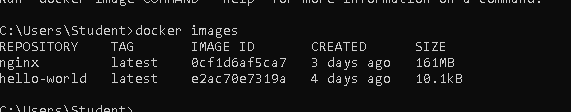 Run 'docker image COMMAND --help' for more information on a command.
C:\Users\Student>docker images
REPOSITORY TAG IMAGE ID CREATED SIZE
nginx latest 0cf1d6af5ca7 3 days ago 161MB
hello-world latest e2ac70e7319a 4 days ago 10.1kB
C:\Users\Student>